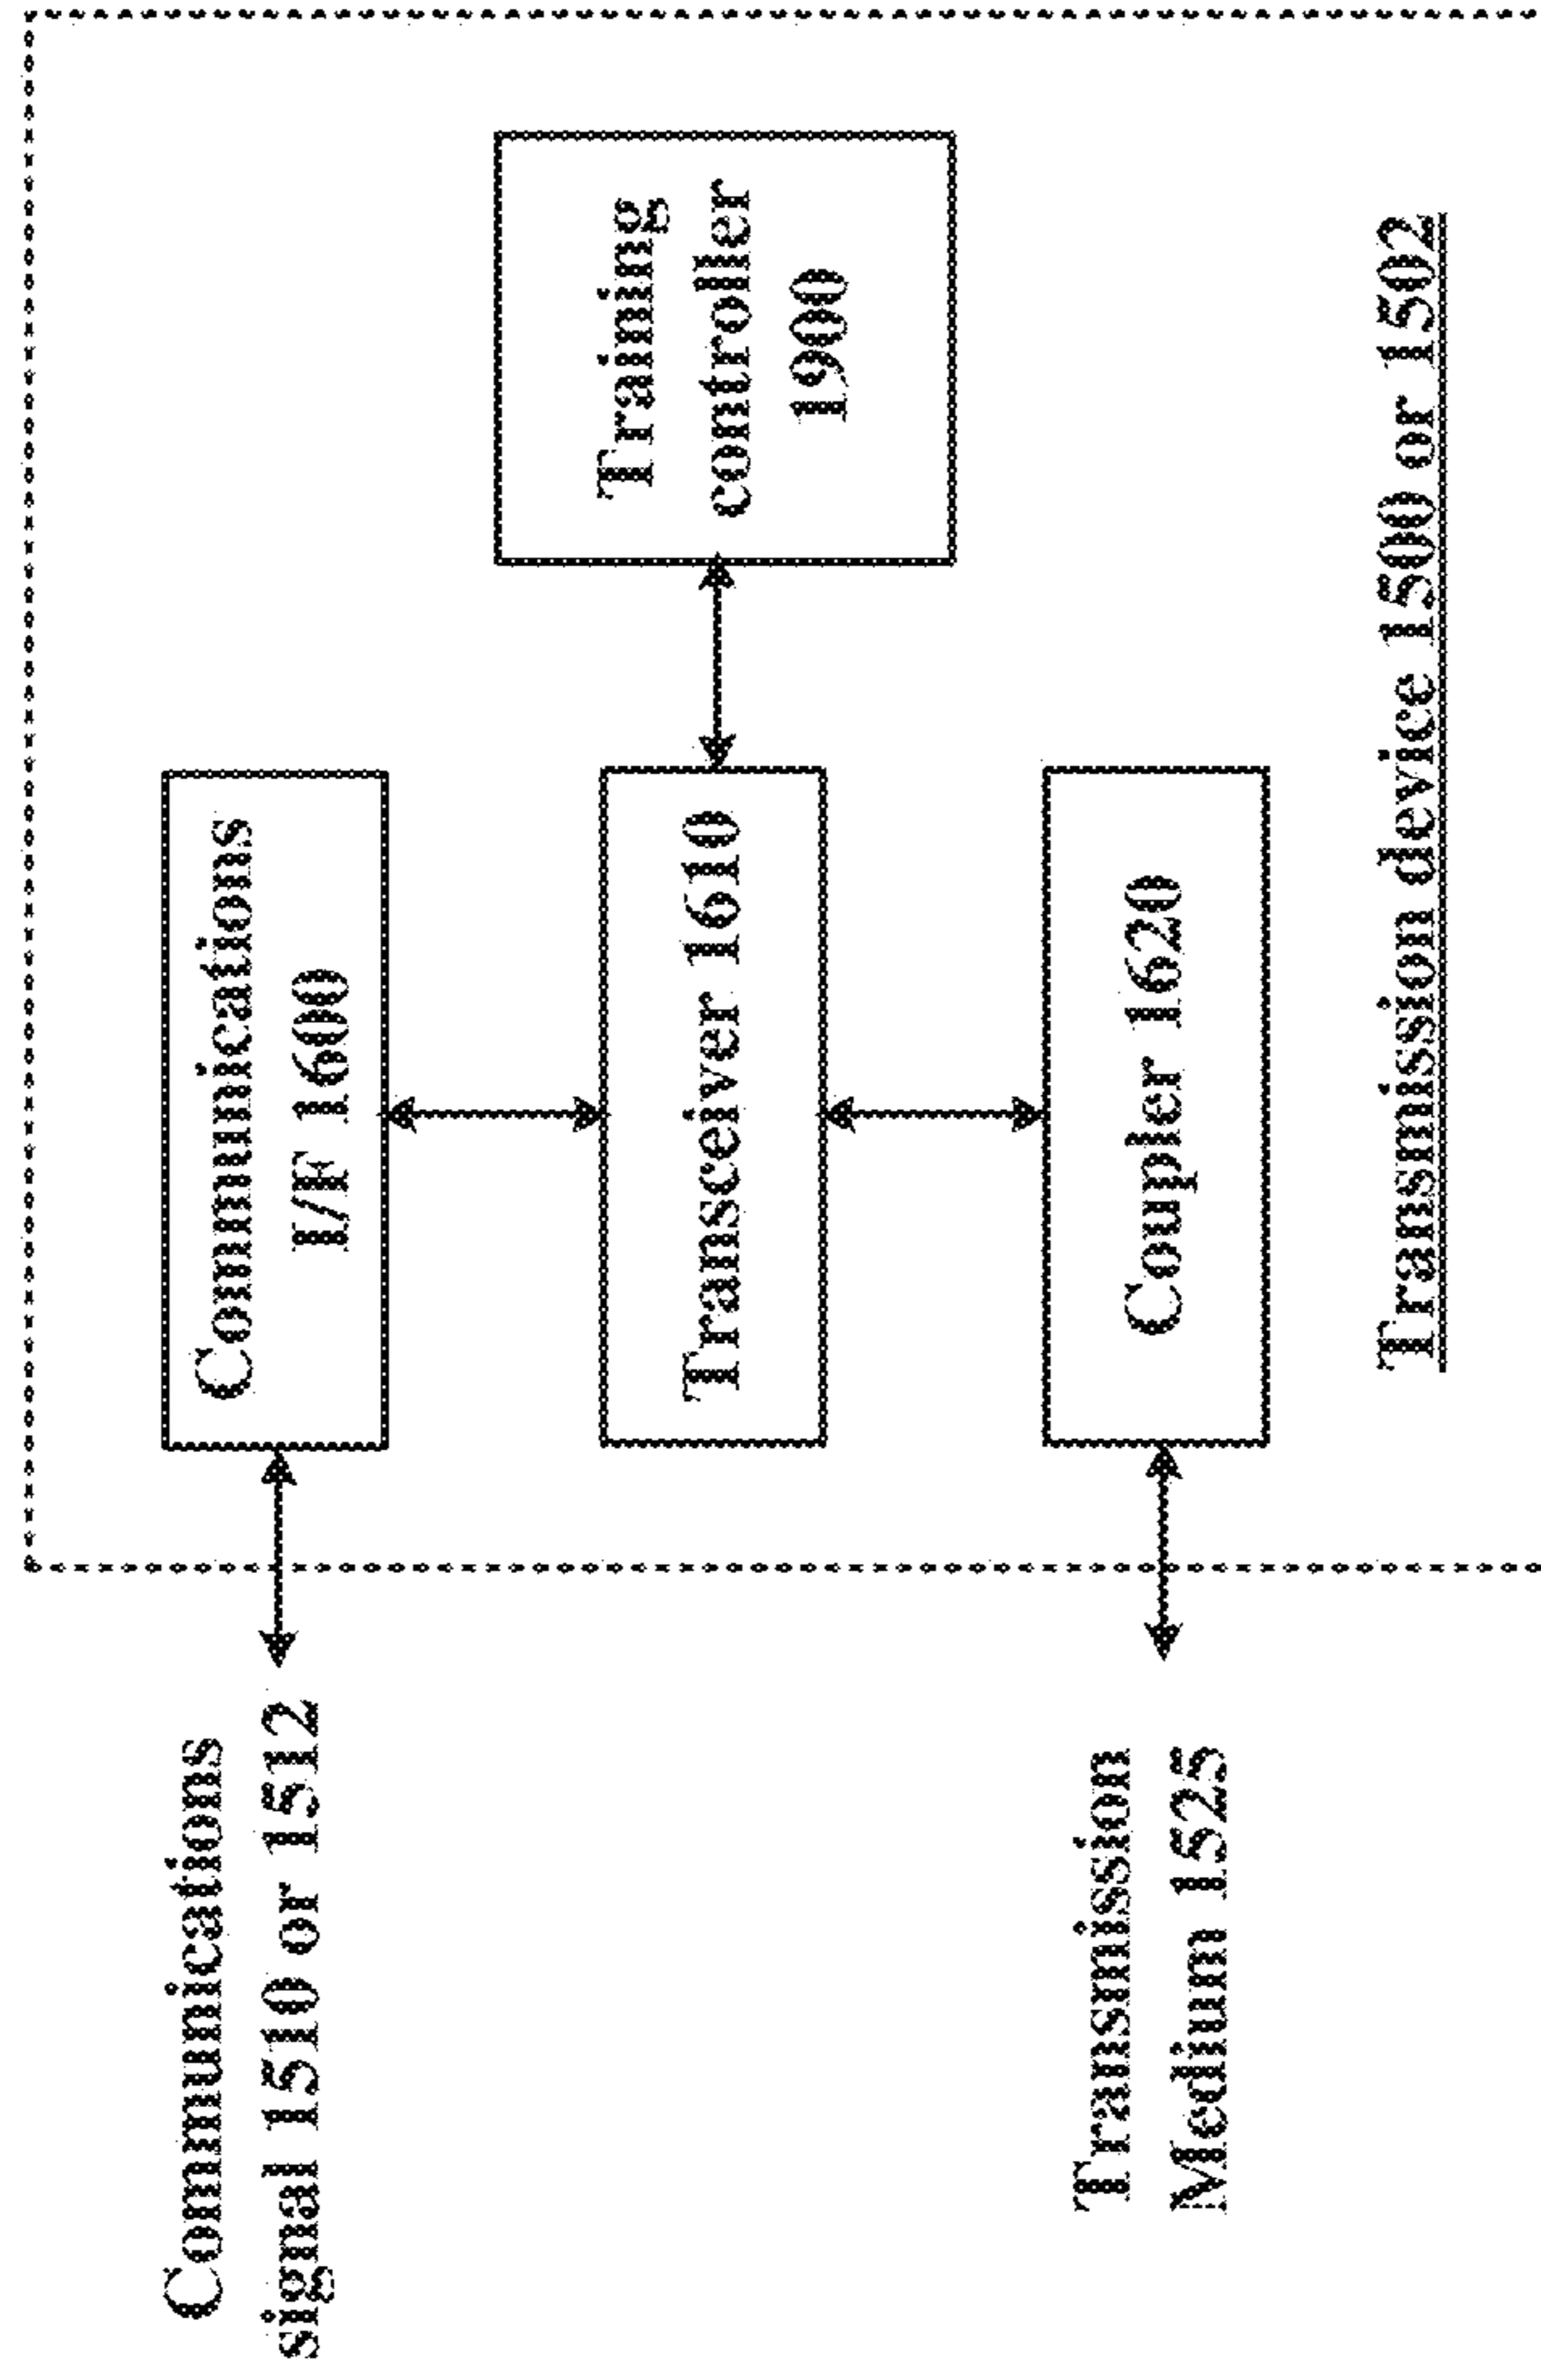 Communications
signal 1510 or 1512
Communications
I/F 1600
Transceiver 1610
Training
controller
1900
Transmission
Medium 1525
Coupler 1620
Transmission device 1500 or 1502